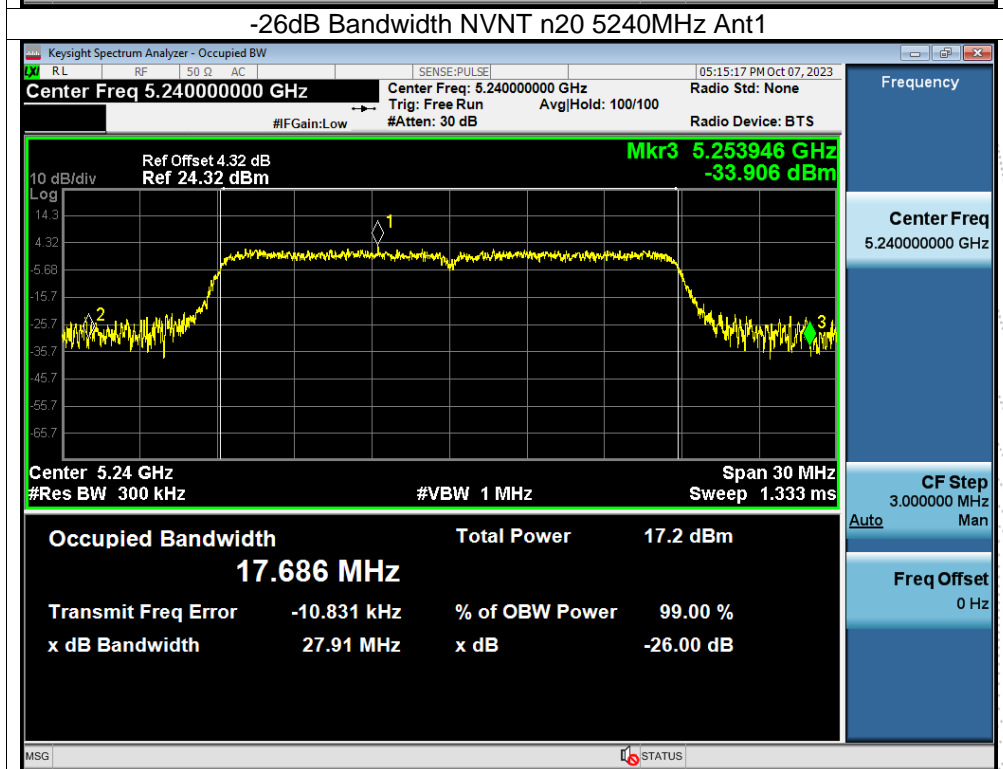 -26dB Bandwidth NVNT n20 5240MHz Ant1
Keysight Spectrum Analyzer - Occupied BW
LXI RL RF 50 Ω AC SENSE:PULSE 05:15:17 PM Oct 07, 2023
Center Freq 5.240000000 GHz
Center Freq: 5.240000000 GHz Radio Std: None
Trig: Free Run Avg|Hold: 100/100
#IFGain:Low #Atten: 30 dB Radio Device: BTS
Frequency
Mkr3 5.253946 GHz
-33.906 dBm
Ref Offset 4.32 dB
10 dB/div Ref 24.32 dBm
Log
14.3
4.32
-5.68
-15.7
-25.7
-35.7
-45.7
-55.7
-65.7
1
2
3
Center 5.24 GHz Span 30 MHz
#Res BW 300 kHz #VBW 1 MHz Sweep 1.333 ms
Center Freq
5.240000000 GHz
CF Step
3.000000 MHz
Auto Man
Freq Offset
0 Hz
Occupied Bandwidth Total Power 17.2 dBm
17.686 MHz
Transmit Freq Error -10.831 kHz % of OBW Power 99.00 %
x dB Bandwidth 27.91 MHz x dB -26.00 dB
MSG STATUS